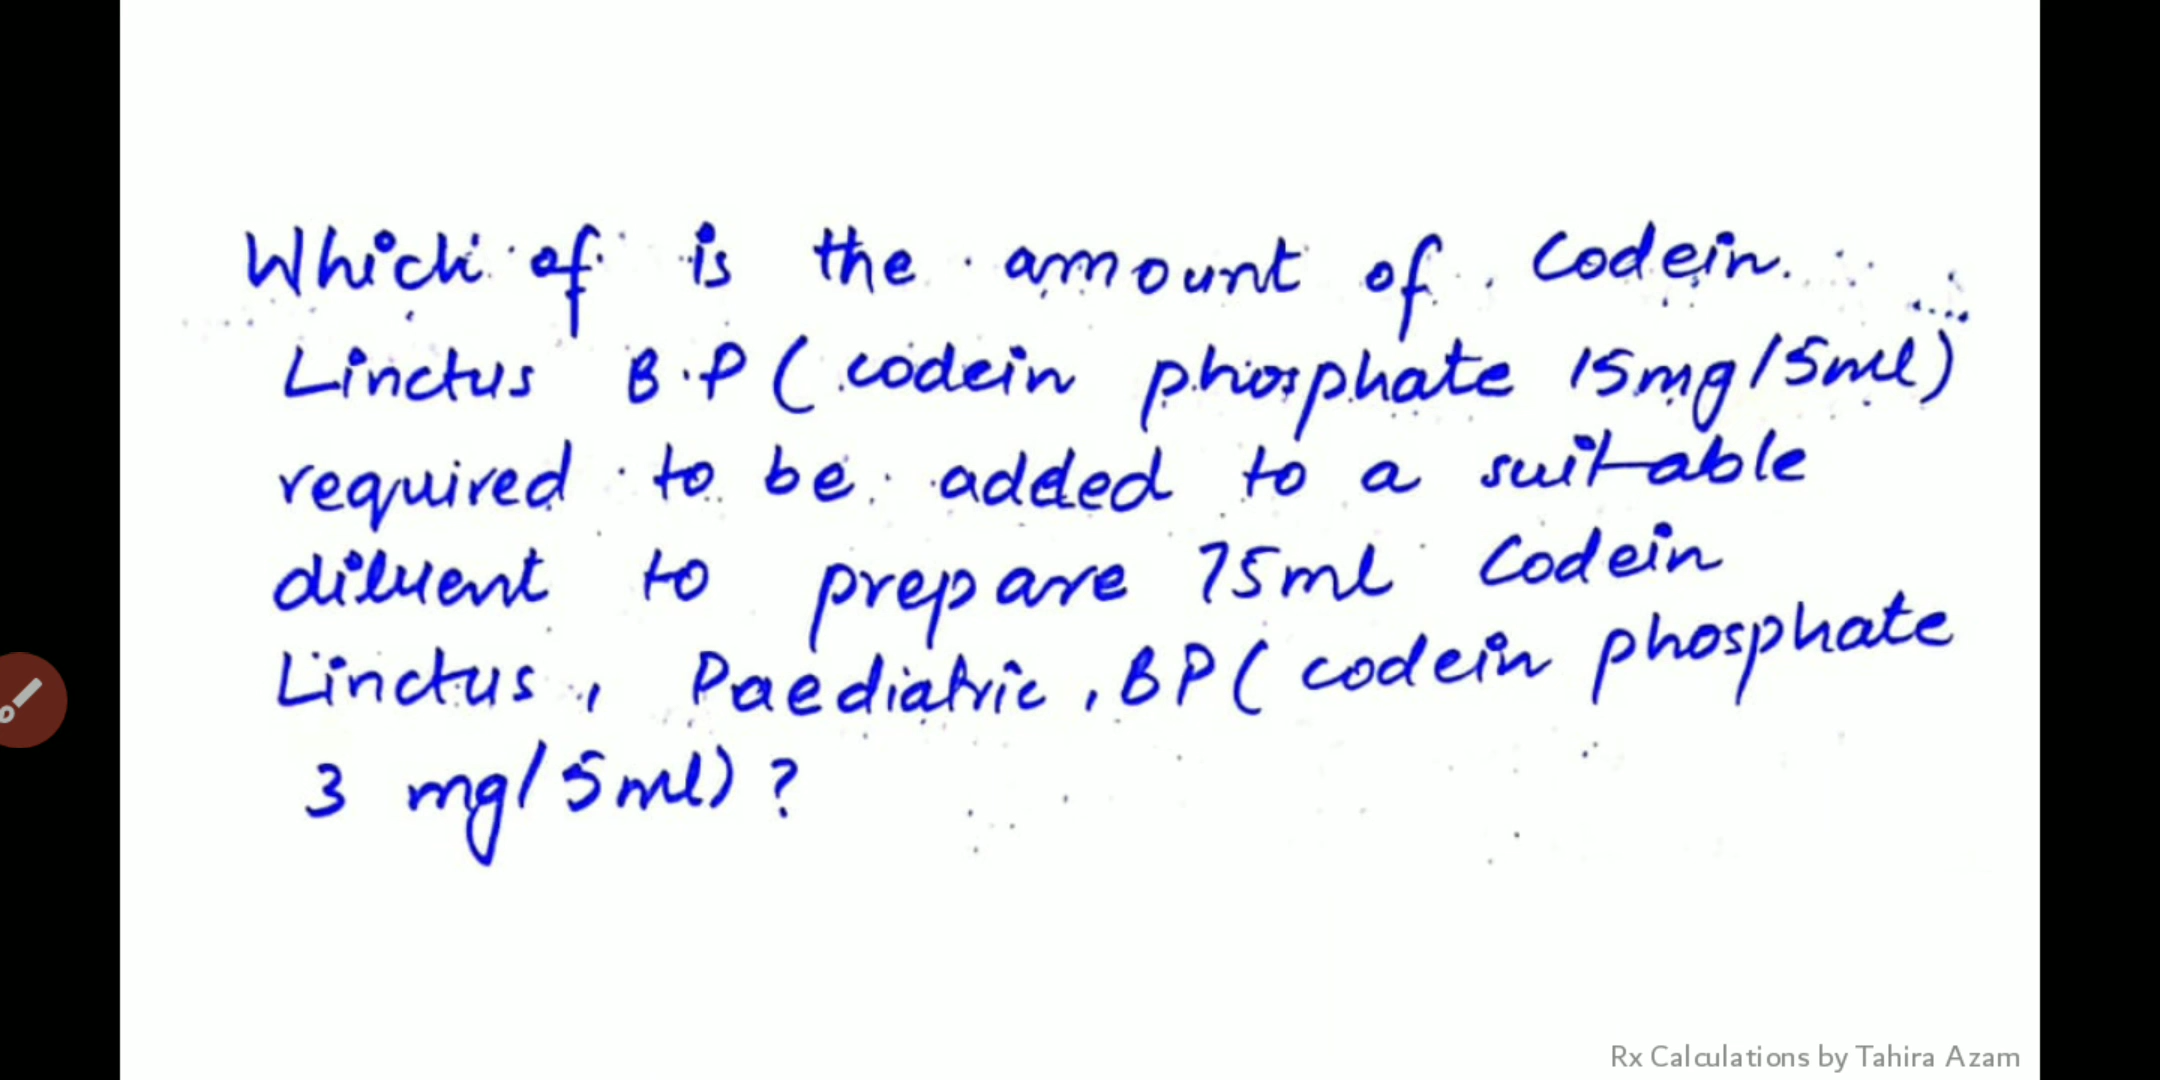 Which of is the amount of Codein
Linctus B.P (codein phosphate 15mg/5ml)
required to be added to a suitable
diluent to prepare 75ml Codein
Linctus, Paediatric, BP (codein phosphate
3 mg/5ml)?
Rx Calculations by Tahira Azam